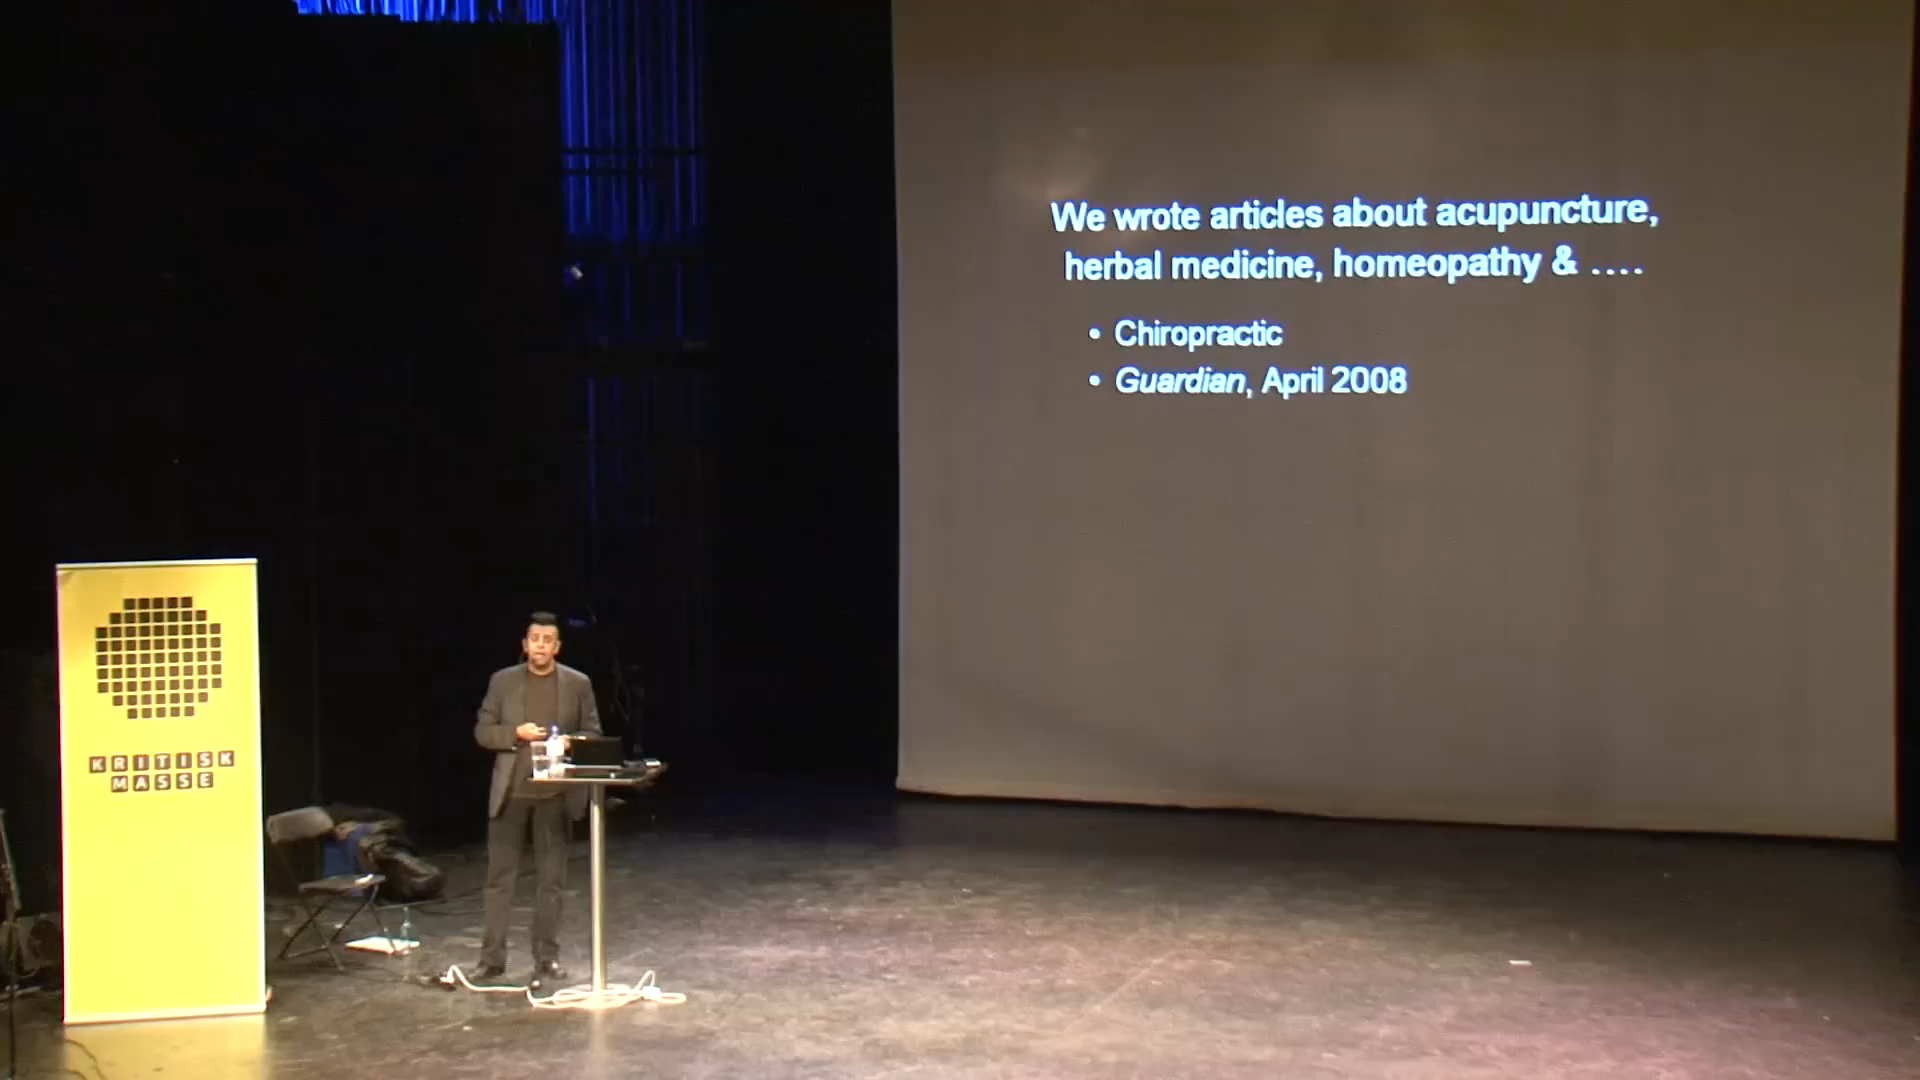 We wrote articles about acupuncture,
herbal medicine, homeopathy & ....
• Chiropractic
• Guardian, April 2008
KRITISK
MASSE